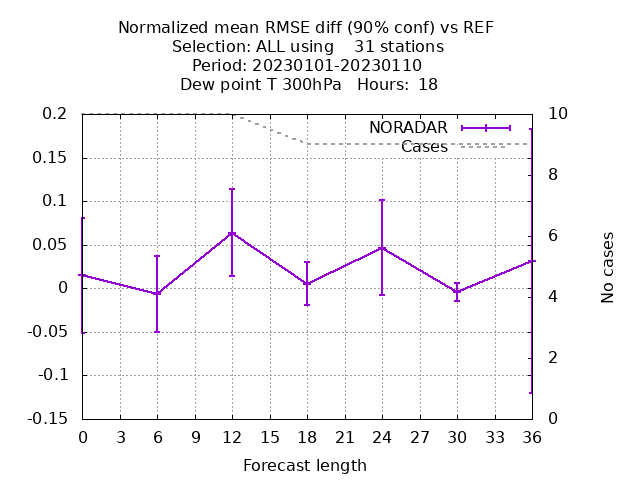 Normalized mean RMSE diff (90% conf) vs REF
Selection: ALL using    31 stations
Period: 20230101-20230110
Dew point T 300hPa   Hours:  18
NORADAR
Cases
0.2
0.15
0.1
0.05
0
-0.05
-0.1
-0.15
10
8
6
4
2
0
No cases
0 3 6 9 12 15 18 21 24 27 30 33 36
Forecast length